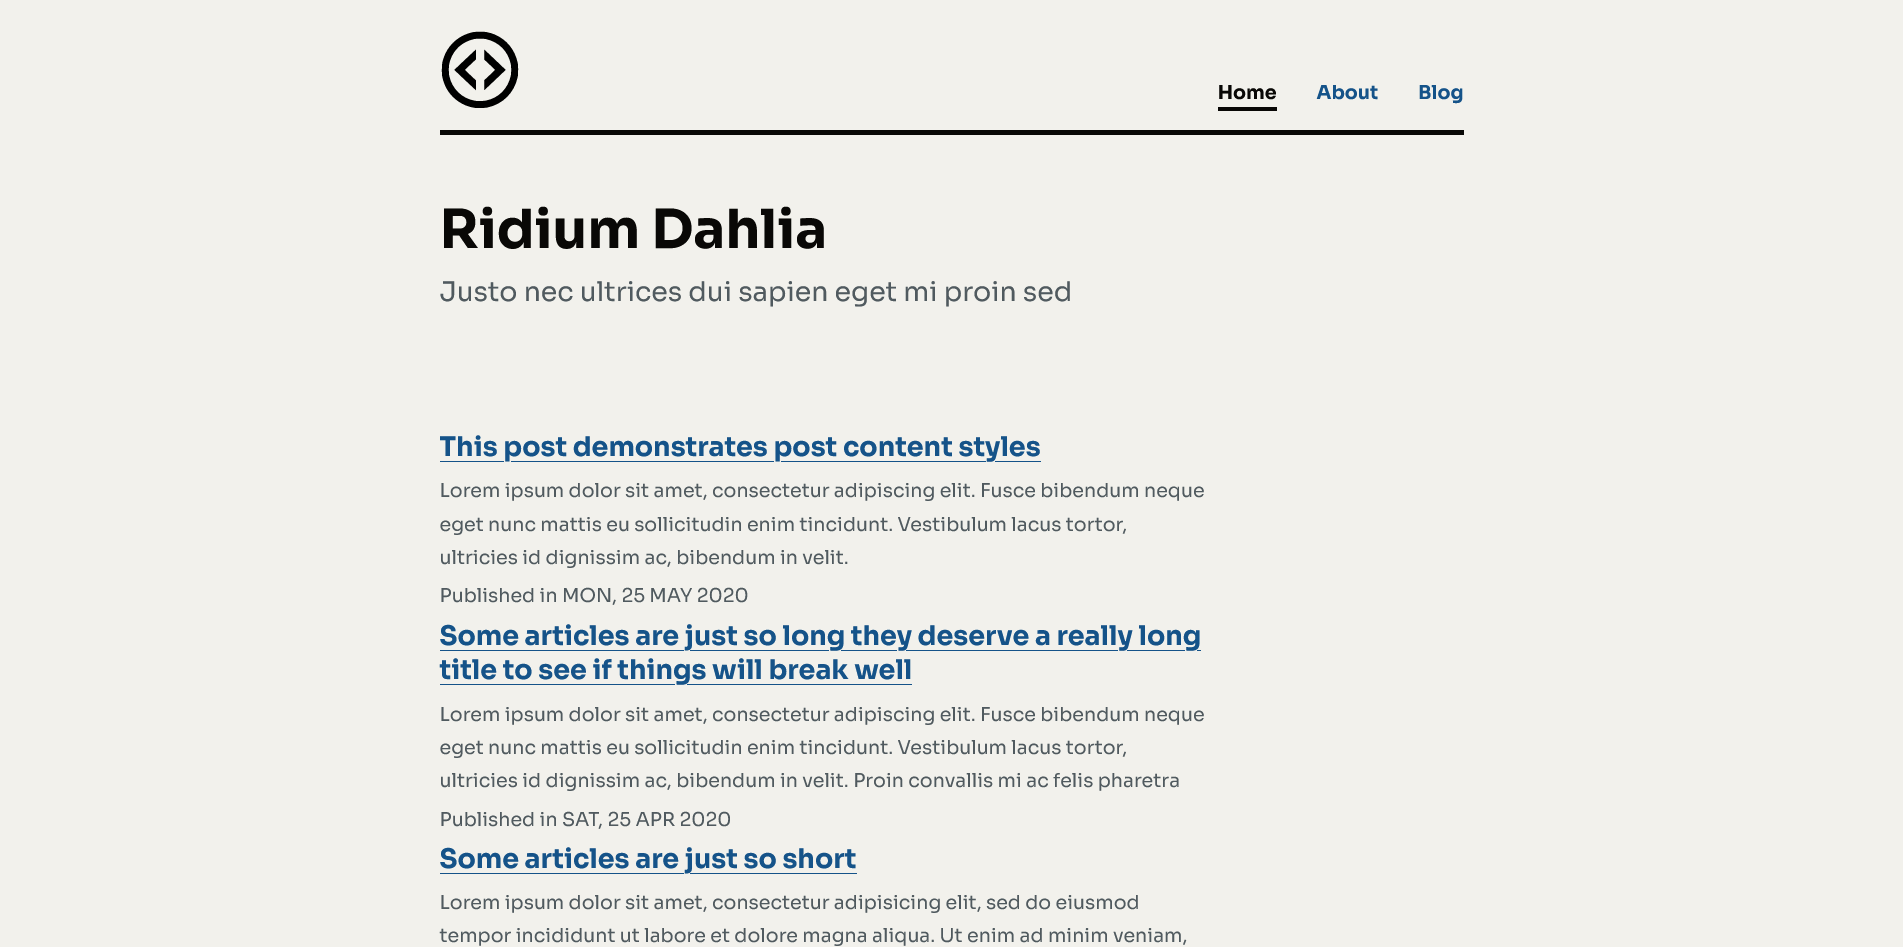 Home About Blog
Ridium Dahlia
Justo nec ultrices dui sapien eget mi proin sed
This post demonstrates post content styles
Lorem ipsum dolor sit amet, consectetur adipiscing elit. Fusce bibendum neque
eget nunc mattis eu sollicitudin enim tincidunt. Vestibulum lacus tortor,
ultricies id dignissim ac, bibendum in velit.
Published in MON, 25 MAY 2020
Some articles are just so long they deserve a really long
title to see if things will break well
Lorem ipsum dolor sit amet, consectetur adipiscing elit. Fusce bibendum neque
eget nunc mattis eu sollicitudin enim tincidunt. Vestibulum lacus tortor,
ultricies id dignissim ac, bibendum in velit. Proin convallis mi ac felis pharetra
Published in SAT, 25 APR 2020
Some articles are just so short
Lorem ipsum dolor sit amet, consectetur adipisicing elit, sed do eiusmod
tempor incididunt ut labore et dolore magna aliqua. Ut enim ad minim veniam,